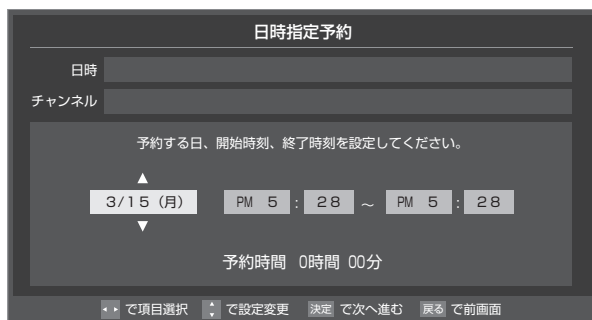 日時指定予約
日時
チャンネル
予約する日、開始時刻、終了時刻を設定してください。
▲
3/15(月) PM 5 : 28 ～ PM 5 : 28
▼
予約時間 0時間 00分
で項目選択 で設定変更 決定 で次へ進む 戻る で前画面